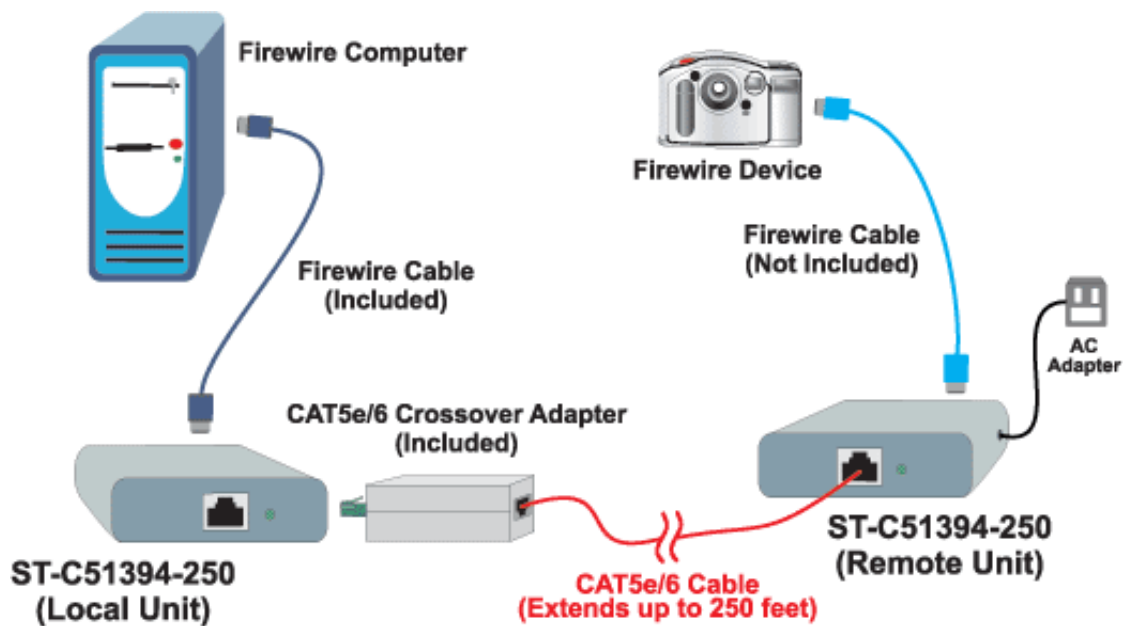 Firewire Computer
Firewire Device
Firewire Cable
(Not Included)
Firewire Cable
(Included)
AC
Adapter
CAT5e/6 Crossover Adapter
(Included)
ST-C51394-250
(Local Unit)
ST-C51394-250
(Remote Unit)
CAT5e/6 Cable
(Extends up to 250 feet)